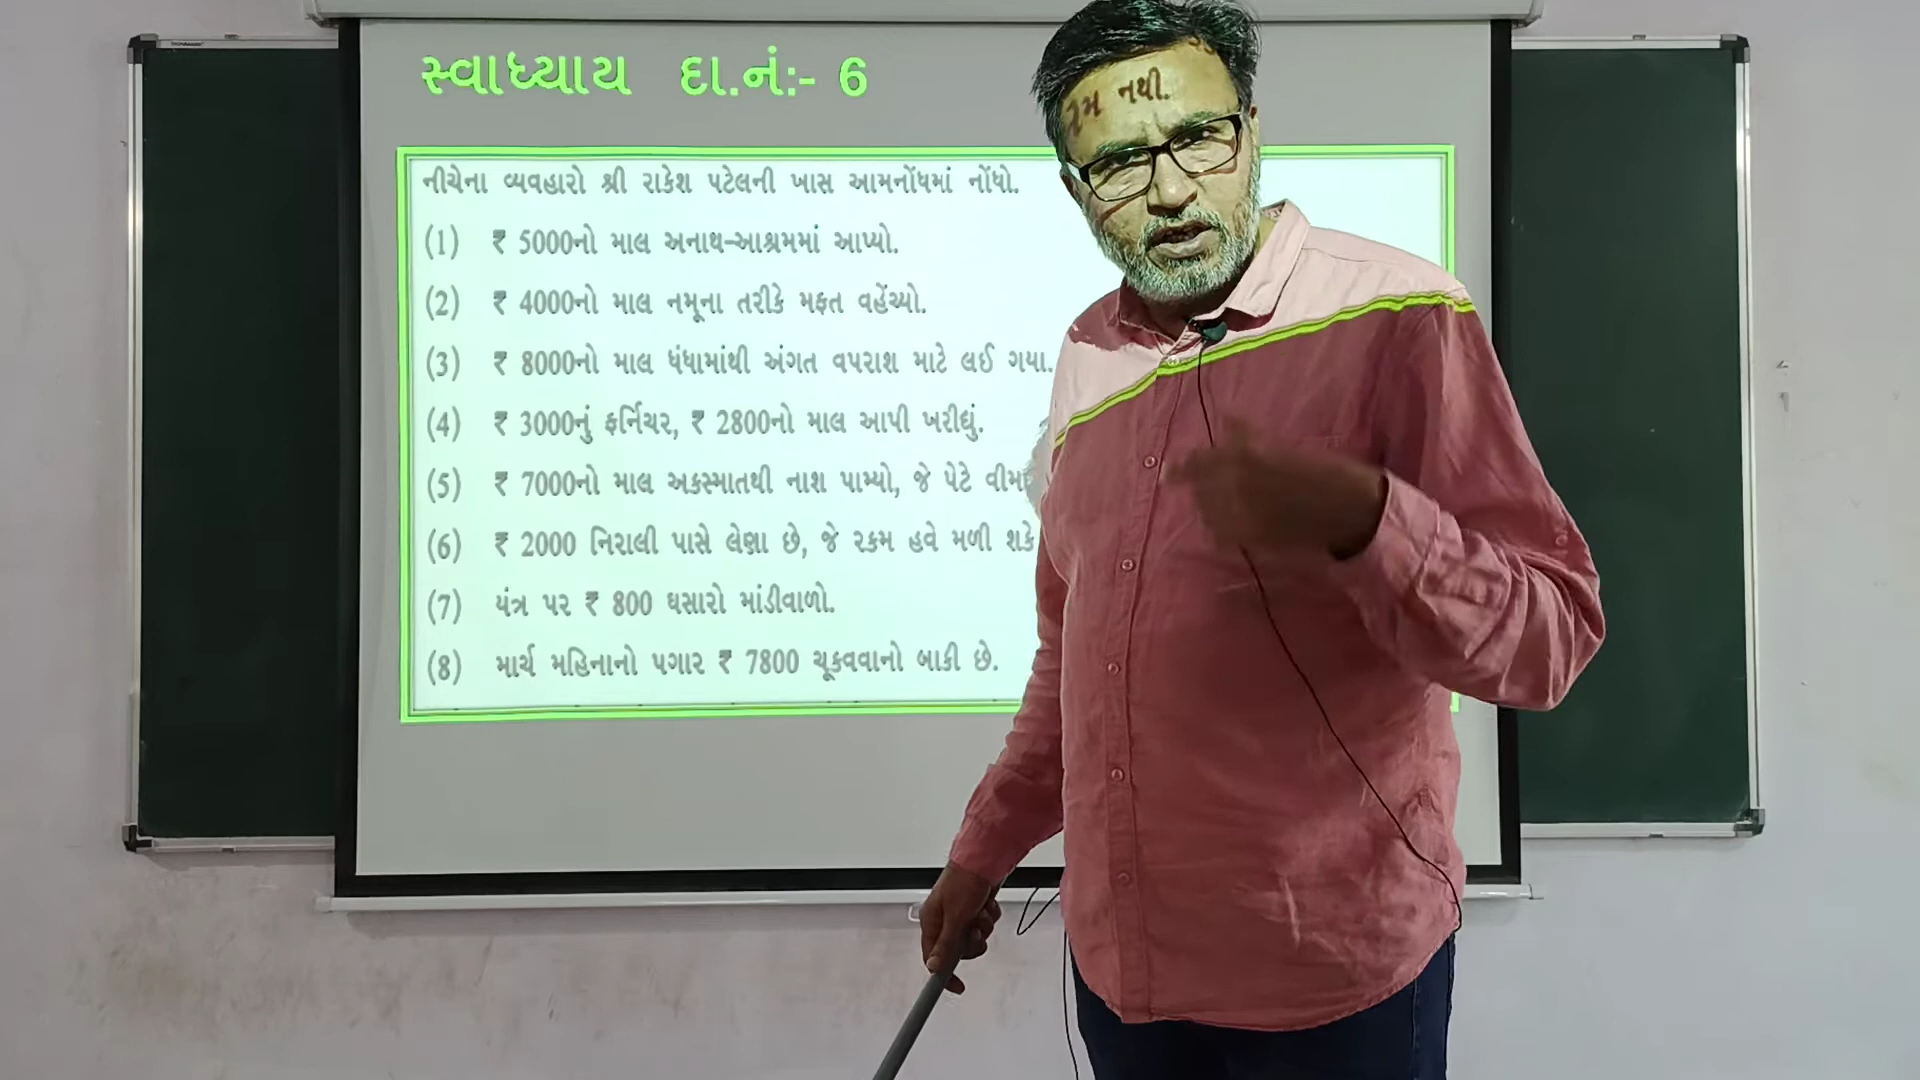 સ્વાધ્યાય દા.નં:- 6
નીચેના વ્યવહારો શ્રી રાકેશ પટેલની ખાસ આમનોંધમાં નોંધો.
(1) ₹ 5000નો માલ અનાથ-આશ્રમમાં આપ્યો.
(2) ₹ 4000નો માલ નમૂના તરીકે મફત વહેંચ્યો.
(3) ₹ 8000નો માલ ધંધામાંથી અંગત વપરાશ માટે લઈ ગયા.
(4) ₹ 3000નું ફર્નિચર, ₹ 2800નો માલ આપી ખરીદ્યું.
(5) ₹ 7000નો માલ અકસ્માતથી નાશ પામ્યો, જે પેટે
(6) ₹ 2000 નિરાલી પાસે લેણા છે, જે રકમ હવે મળી શકે
નથી.
(7) યંત્ર પર ₹ 800 ઘસારો માંડીવાળો.
(8) માર્ચ મહિનાનો પગાર ₹ 7800 ચૂકવવાનો બાકી છે.